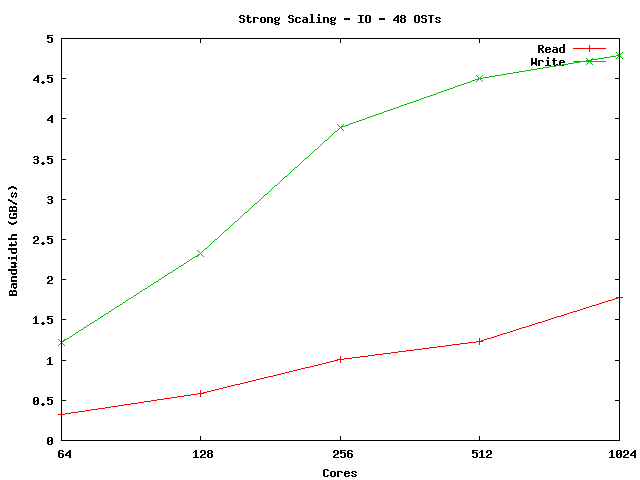 Strong Scaling - IO - 48 OSTs
5
4.5
4
3.5
3
2.5
2
1.5
1
0.5
0
Bandwidth (GB/s)
Read
Write
64 128 256 512 1024
Cores